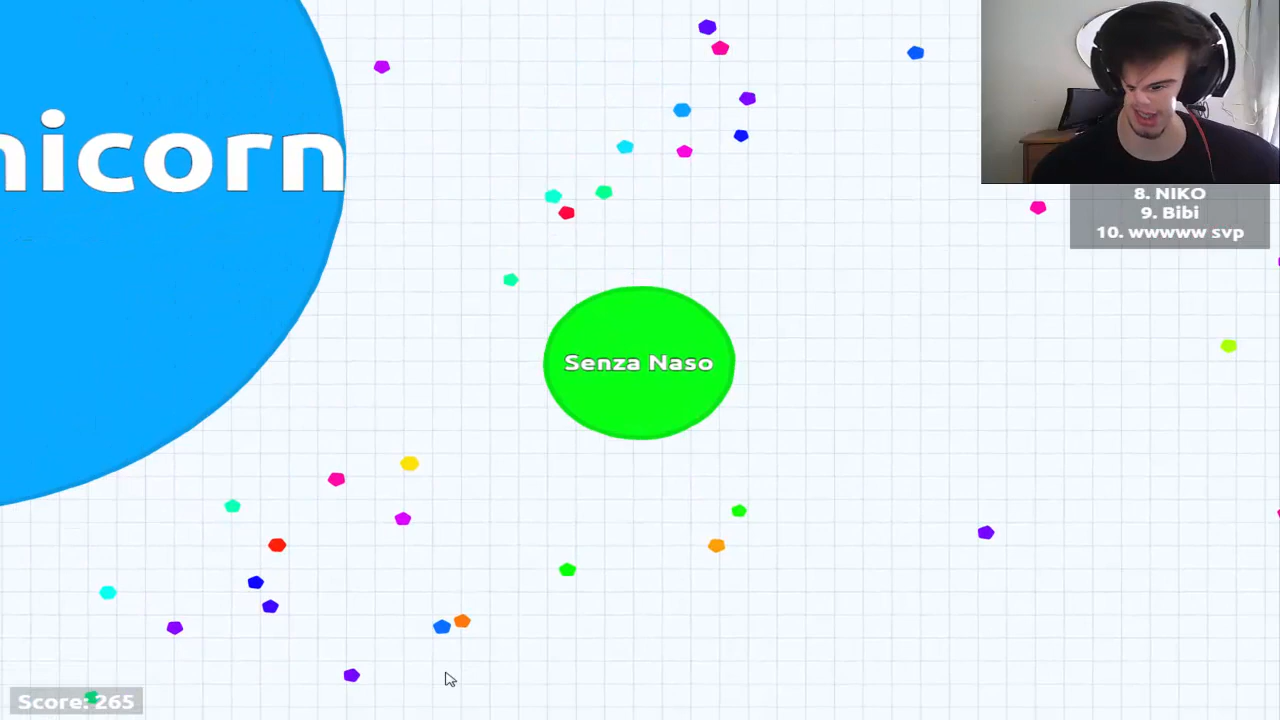 nicorn
8. NIKO
9. Bibi
10. wwwww svp
Senza Naso
Score: 265